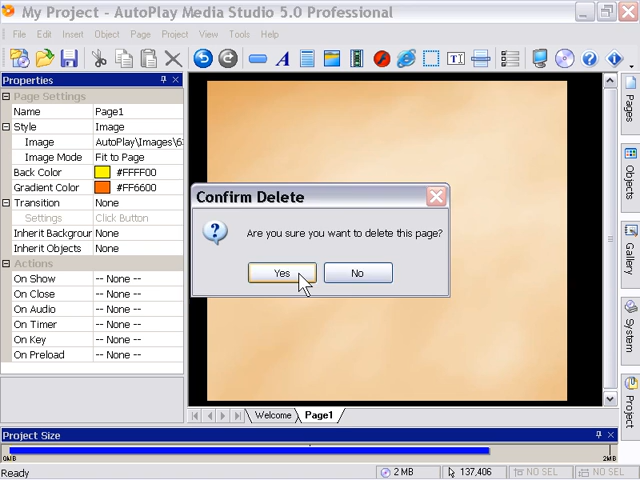 My Project - AutoPlay Media Studio 5.0 Professional
File Edit Insert Object Page Project View Tools Help
Properties
Page Settings
Name Page1
Style Image
Image AutoPlay\Images\6
Image Mode Fit to Page
Back Color #FFFF00
Gradient Color #FF6600
Transition None
Settings Click Button
Inherit Backgroun None
Inherit Objects None
Actions
On Show -- None --
On Close -- None --
On Audio -- None --
On Timer -- None --
On Key -- None --
On Preload -- None --
Confirm Delete
Are you sure you want to delete this page?
Yes No
Pages
Objects
Gallery
System
Project
Welcome Page1
Project Size
0MB 2MB
Ready 2 MB 137,406 NO SEL NO SEL